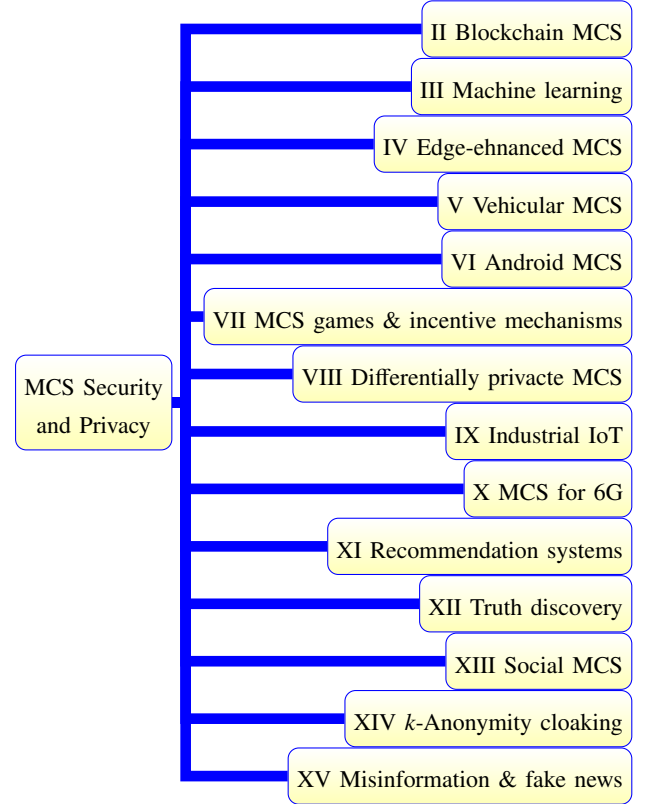 II Blockchain MCS
III Machine learning
IV Edge-ehnanced MCS
V Vehicular MCS
VI Android MCS
VII MCS games & incentive mechanisms
MCS Security
and Privacy
VIII Differentially privacte MCS
IX Industrial IoT
X MCS for 6G
XI Recommendation systems
XII Truth discovery
XIII Social MCS
XIV k-Anonymity cloaking
XV Misinformation & fake news